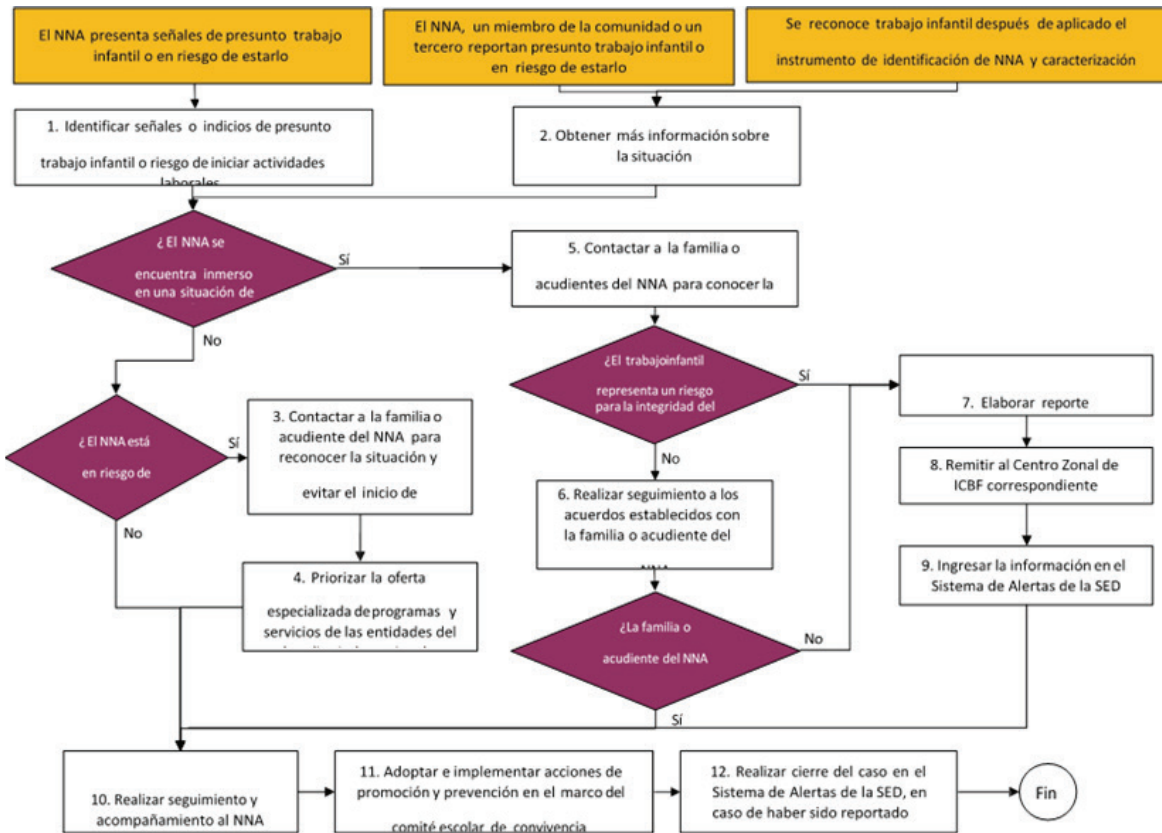 El NNA presenta señales de presunto trabajo
infantil o en riesgo de estarlo
El NNA, un miembro de la comunidad o un
tercero reportan presunto trabajo infantil o
en riesgo de estarlo
Se reconoce trabajo infantil después de aplicado el
instrumento de identificación de NNA y caracterización
1. Identificar señales o indicios de presunto
trabajo infantil o riesgo de iniciar actividades
laborales
2. Obtener más información sobre
la situación
¿ El NNA se
encuentra inmerso
en una situación de
Sí
5. Contactar a la familia o
acudientes del NNA para conocer la
No
¿El trabajoinfantil
representa un riesgo
para la integridad del
Sí
7. Elaborar reporte
¿El NNA está
en riesgo de
Sí
3. Contactar a la familia o
acudiente del NNA para
reconocer la situación y
evitar el inicio de
No
8. Remitir al Centro Zonal de
ICBF correspondiente
6. Realizar seguimiento a los
acuerdos establecidos con
la familia o acudiente del
No
9. Ingresar la información en el
Sistema de Alertas de la SED
4. Priorizar la oferta
especializada de programas y
servicios de las entidades del
¿La familia o
acudiente del NNA
No
Sí
10. Realizar seguimiento y
acompañamiento al NNA
11. Adoptar e implementar acciones de
promoción y prevención en el marco del
comité escolar de convivencia
12. Realizar cierre del caso en el
Sistema de Alertas de la SED, en
caso de haber sido reportado
Fin